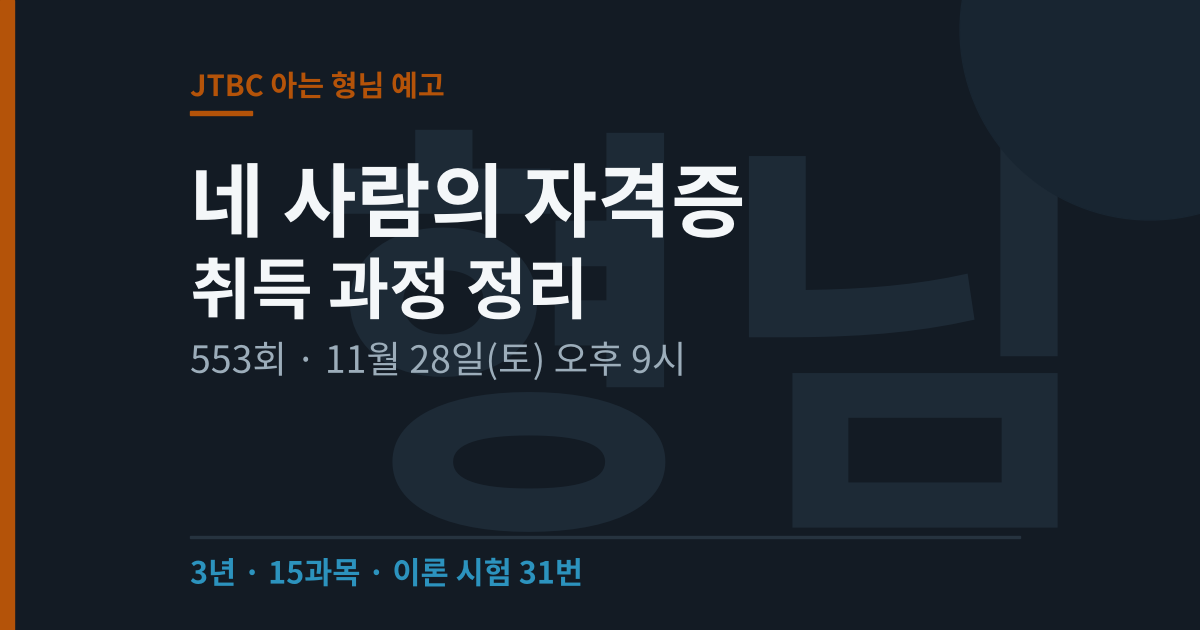 JTBC 아는 형님 예고
네 사람의 자격증
취득 과정 정리
553회 · 11월 28일(토) 오후 9시
형님
3년 · 15과목 · 이론 시험 31번